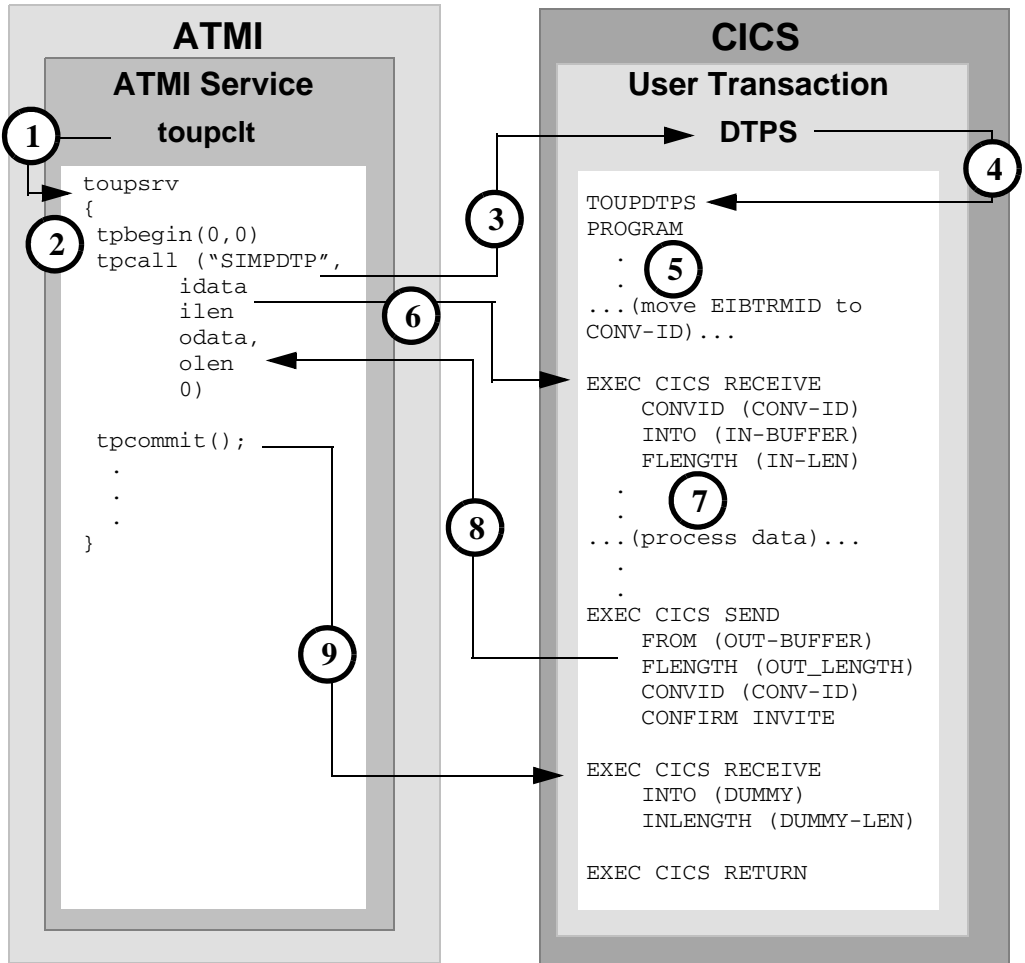 ATMI
ATMI Service
toupclt
1
toupsrv
{
2
tpbegin(0,0)
tpcall (“SIMPDTP”,
idata
ilen
odata,
olen
0)
tpcommit();
.
.
.
}
3
6
8
9
CICS
User Transaction
DTPS
4
TOUPDTPS
PROGRAM
.
5
.
...(move EIBTRMID to
CONV-ID)...
EXEC CICS RECEIVE
CONVID (CONV-ID)
INTO (IN-BUFFER)
FLENGTH (IN-LEN)
.
7
.
...(process data)...
.
.
EXEC CICS SEND
FROM (OUT-BUFFER)
FLENGTH (OUT_LENGTH)
CONVID (CONV-ID)
CONFIRM INVITE
EXEC CICS RECEIVE
INTO (DUMMY)
INLENGTH (DUMMY-LEN)
EXEC CICS RETURN